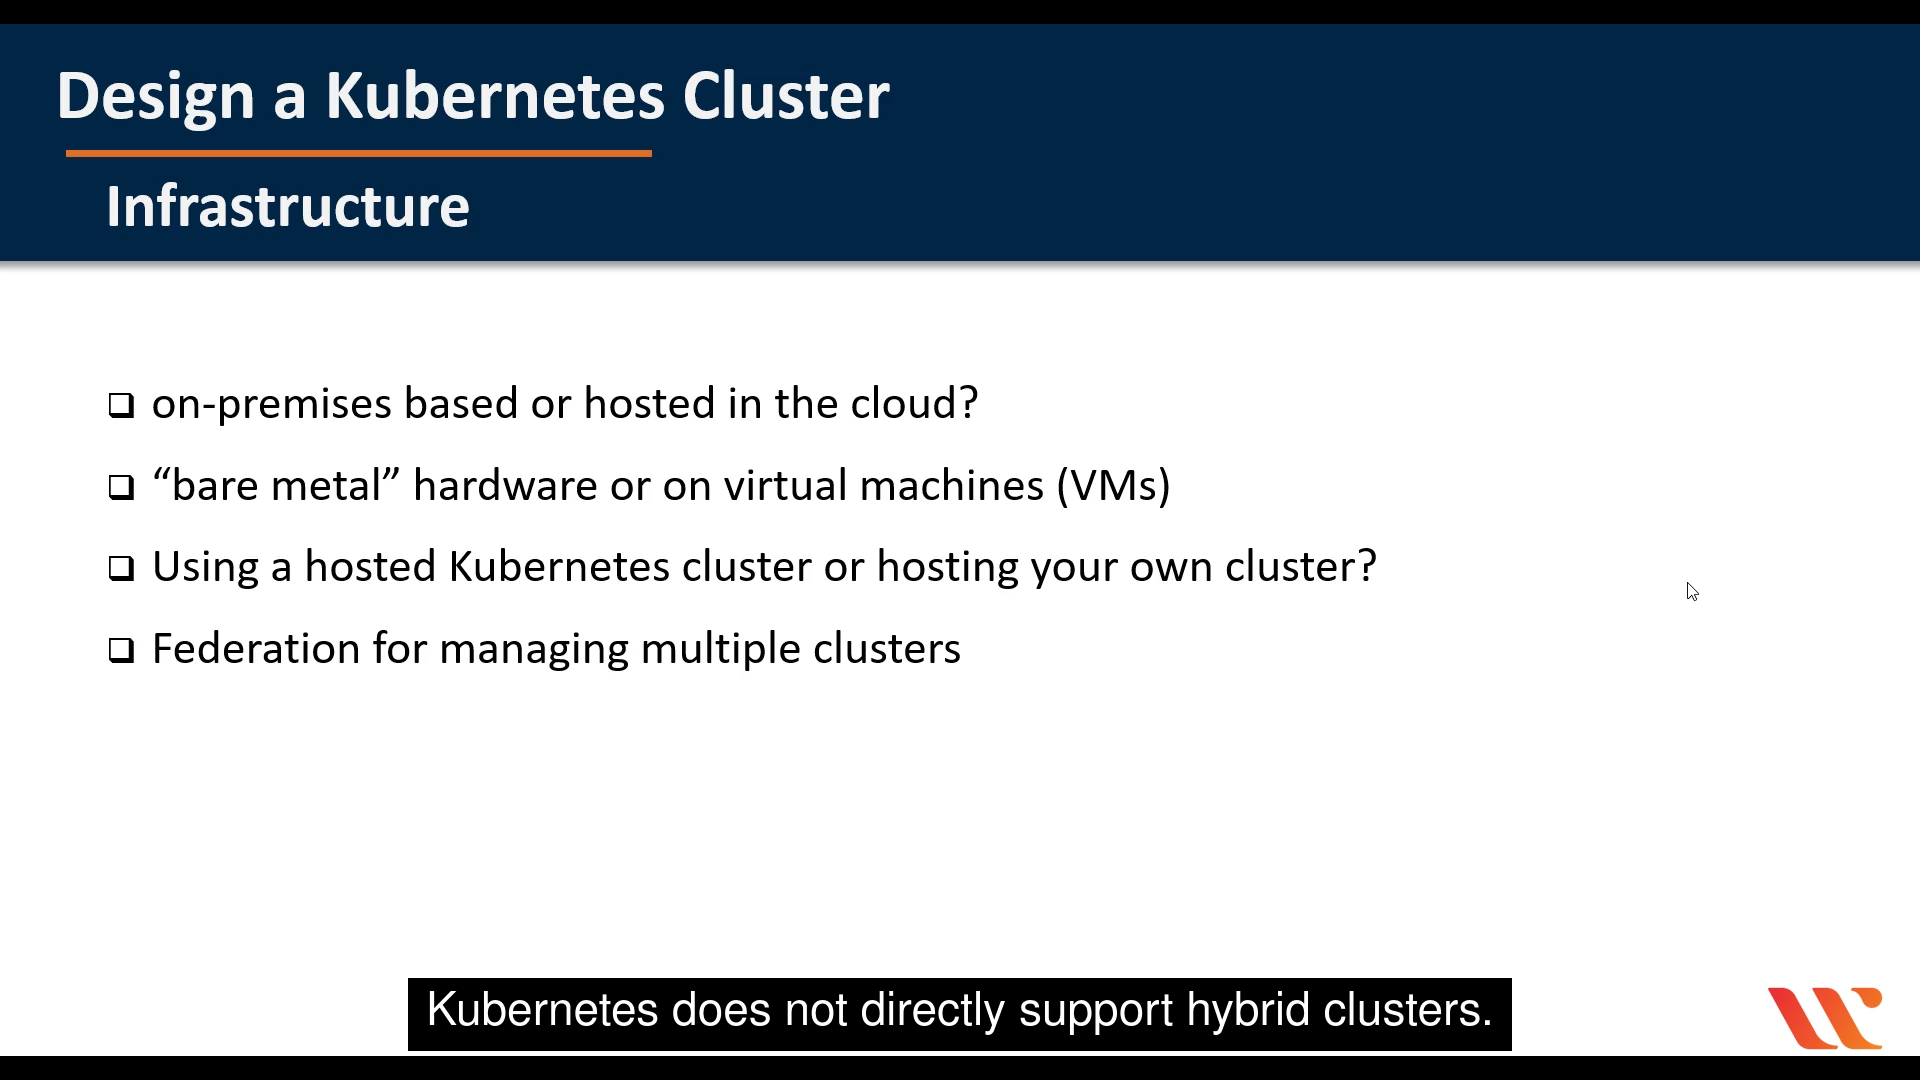 Design a Kubernetes Cluster
Infrastructure
on-premises based or hosted in the cloud?
“bare metal” hardware or on virtual machines (VMs)
Using a hosted Kubernetes cluster or hosting your own cluster?
Federation for managing multiple clusters
Kubernetes does not directly support hybrid clusters.